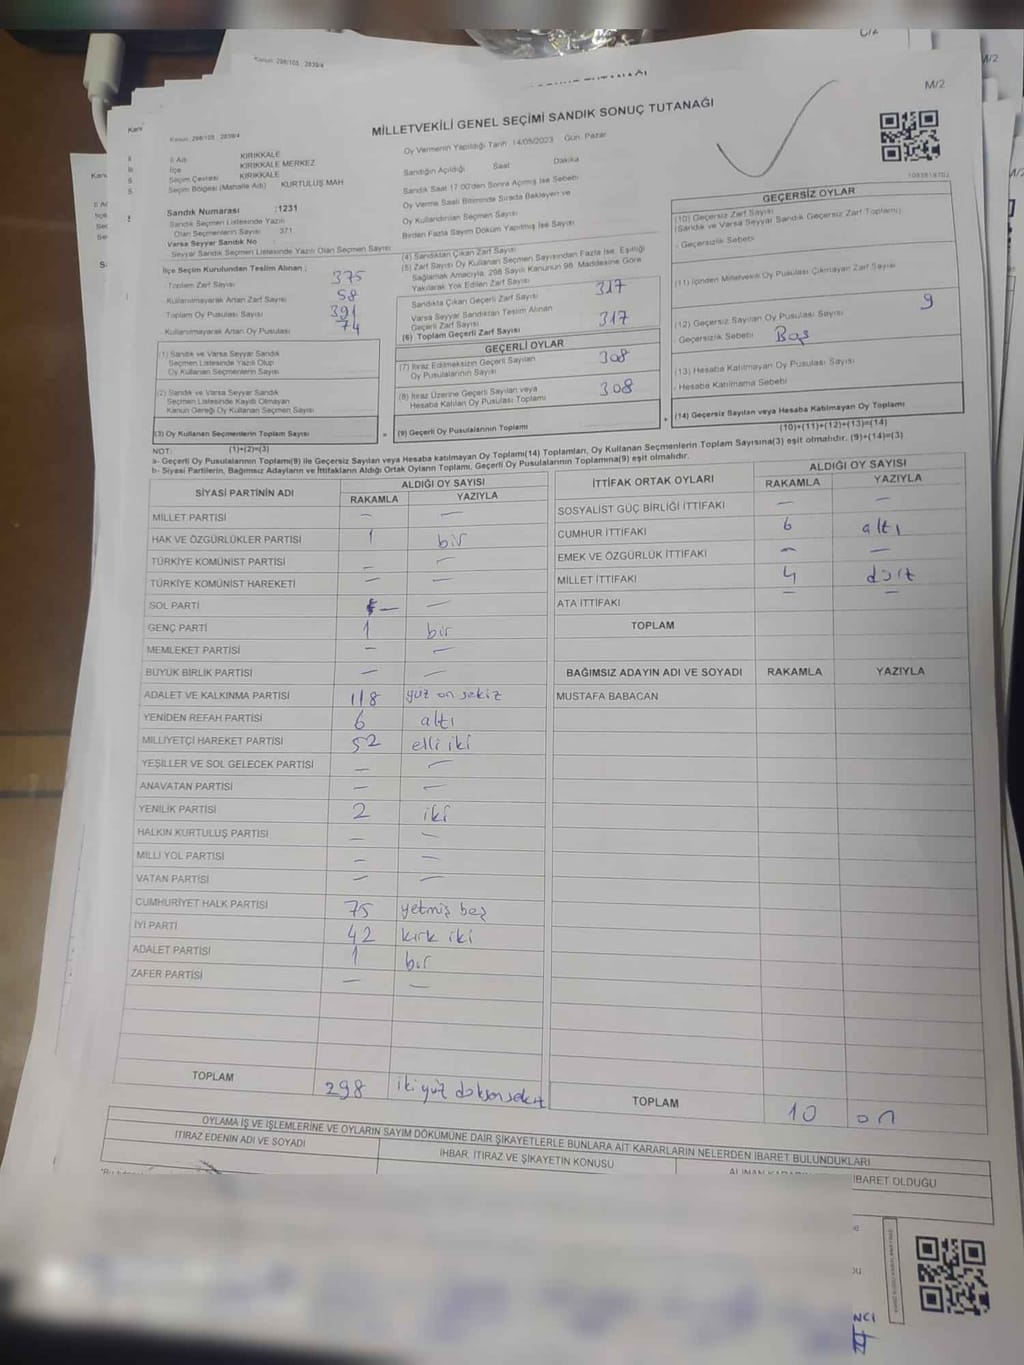 Kanun: 298/105 ; 2839/4
C/2
M/2
M/2
Kanun: 298/105 ; 2839/4
MİLLETVEKİLİ GENEL SEÇİMİ SANDIK SONUÇ TUTANAĞI
İl Adı KIRIKKALE
İlçe KIRIKKALE MERKEZ
Seçim Çevresi KIRIKKALE
Seçim Bölgesi (Mahalle Adı) KURTULUŞ MAH
Sandık Numarası :1231
Sandık Seçmen Listesinde Yazılı
Olan Seçmenlerin Sayısı 371
Varsa Seyyar Sandık No
Seyyar Sandık Seçmen Listesinde Yazılı Olan Seçmen Sayısı
İlçe Seçim Kurulundan Teslim Alınan ;
Toplam Zarf Sayısı 375
- Kullanılmayarak Artan Zarf Sayısı 58
Toplam Oy Pusulası Sayısı 391
- Kullanılmayarak Artan Oy Pusulası 74
(1) Sandık ve Varsa Seyyar Sandık
Seçmen Listesinde Yazılı Olup
Oy Kullanan Seçmenlerin Sayısı
(2) Sandık ve Varsa Seyyar Sandık
Seçmen Listesinde Kayıtlı Olmayan
Kanun Gereği Oy Kullanan Seçmen Sayısı
(3) Oy Kullanan Seçmenlerin Toplam Sayısı
(1)+(2)=(3)
Oy Vermenin Yapıldığı Tarih 14/05/2023 Gün: Pazar
Sandığın Açıldığı Saat Dakika
Sandık Saat 17:00'den Sonra Açılmış İse Sebebi
Oy Verme Saati Bitiminde Sırada Bekleyen ve
Oy Kullandırılan Seçmen Sayısı
Birden Fazla Sayım Döküm Yapılmış İse Sayısı
(4) Sandıktan Çıkan Zarf Sayısı
(5) Zarf Sayısı Oy Kullanan Seçmen Sayısından Fazla İse, Eşitliği
Sağlamak Amacıyla, 298 Sayılı Kanunun 98. Maddesine Göre
Yakılarak Yok Edilen Zarf Sayısı
Sandıkta Çıkan Geçerli Zarf Sayısı 317
Varsa Seyyar Sandıktan Teslim Alınan
Geçerli Zarf Sayısı
(6) Toplam Geçerli Zarf Sayısı 317
GEÇERLİ OYLAR
(7) İtiraz Edilmeksizin Geçerli Sayılan
Oy Pusulalarının Sayısı 308
(8) İtiraz Üzerine Geçerli Sayılan veya
Hesaba Katılan Oy Pusulası Toplamı 308
(9) Geçerli Oy Pusulalarının Toplamı
GEÇERSİZ OYLAR
(10) Geçersiz Zarf Sayısı
(Sandık ve Varsa Seyyar Sandık Geçersiz Zarf Toplamı)
- Geçersizlik Sebebi
(11) İçinden Milletvekili Oy Pusulası Çıkmayan Zarf Sayısı
(12) Geçersiz Sayılan Oy Pusulası Sayısı 9
- Geçersizlik Sebebi Boş
(13) Hesaba Katılmayan Oy Pusulası Sayısı
- Hesaba Katılmama Sebebi
(14) Geçersiz Sayılan veya Hesaba Katılmayan Oy Toplamı
(10)+(11)+(12)+(13)=(14)
NOT:
a- Geçerli Oy Pusulalarının Toplamı(9) ile Geçersiz Sayılan veya Hesaba katılmayan Oy Toplamı(14) Toplamları, Oy Kullanan Seçmenlerin Toplam Sayısına(3) eşit olmalıdır. (9)+(14)=(3)
b- Siyasi Partilerin, Bağımsız Adayların ve İttifakların Aldığı Ortak Oyların Toplamı, Geçerli Oy Pusulalarının Toplamına(9) eşit olmalıdır.
SİYASİ PARTİNİN ADI ALDIĞI OY SAYISI
RAKAMLA YAZIYLA
MİLLET PARTİSİ – –
HAK VE ÖZGÜRLÜKLER PARTİSİ 1 bir
TÜRKİYE KOMÜNİST PARTİSİ – –
TÜRKİYE KOMÜNİST HAREKETİ – –
SOL PARTİ – –
GENÇ PARTİ 1 bir
MEMLEKET PARTİSİ – –
BÜYÜK BİRLİK PARTİSİ – –
ADALET VE KALKINMA PARTİSİ 118 yüz on sekiz
YENİDEN REFAH PARTİSİ 6 altı
MİLLİYETÇİ HAREKET PARTİSİ 52 elli iki
YEŞİLLER VE SOL GELECEK PARTİSİ – –
ANAVATAN PARTİSİ – –
YENİLİK PARTİSİ 2 iki
HALKIN KURTULUŞ PARTİSİ – –
MİLLİ YOL PARTİSİ – –
VATAN PARTİSİ – –
CUMHURİYET HALK PARTİSİ 75 yetmiş beş
İYİ PARTİ 42 kırk iki
ADALET PARTİSİ 1 bir
ZAFER PARTİSİ – –
TOPLAM 298 iki yüz doksan sekiz
İTTİFAK ORTAK OYLARI ALDIĞI OY SAYISI
RAKAMLA YAZIYLA
SOSYALİST GÜÇ BİRLİĞİ İTTİFAKI – –
CUMHUR İTTİFAKI 6 altı
EMEK VE ÖZGÜRLÜK İTTİFAKI – –
MİLLET İTTİFAKI 4 dört
ATA İTTİFAKI – –
TOPLAM
BAĞIMSIZ ADAYIN ADI VE SOYADI RAKAMLA YAZIYLA
MUSTAFA BABACAN
TOPLAM 10 on
OYLAMA İŞ VE İŞLEMLERİNE VE OYLARIN SAYIM DÖKÜMÜNE DAİR ŞİKAYETLERLE BUNLARA AİT KARARLARIN NELERDEN İBARET BULUNDUKLARI
İTİRAZ EDENİN ADI VE SOYADI İHBAR, İTİRAZ VE ŞİKAYETİN KONUSU
İBARET OLDUĞU
NCI